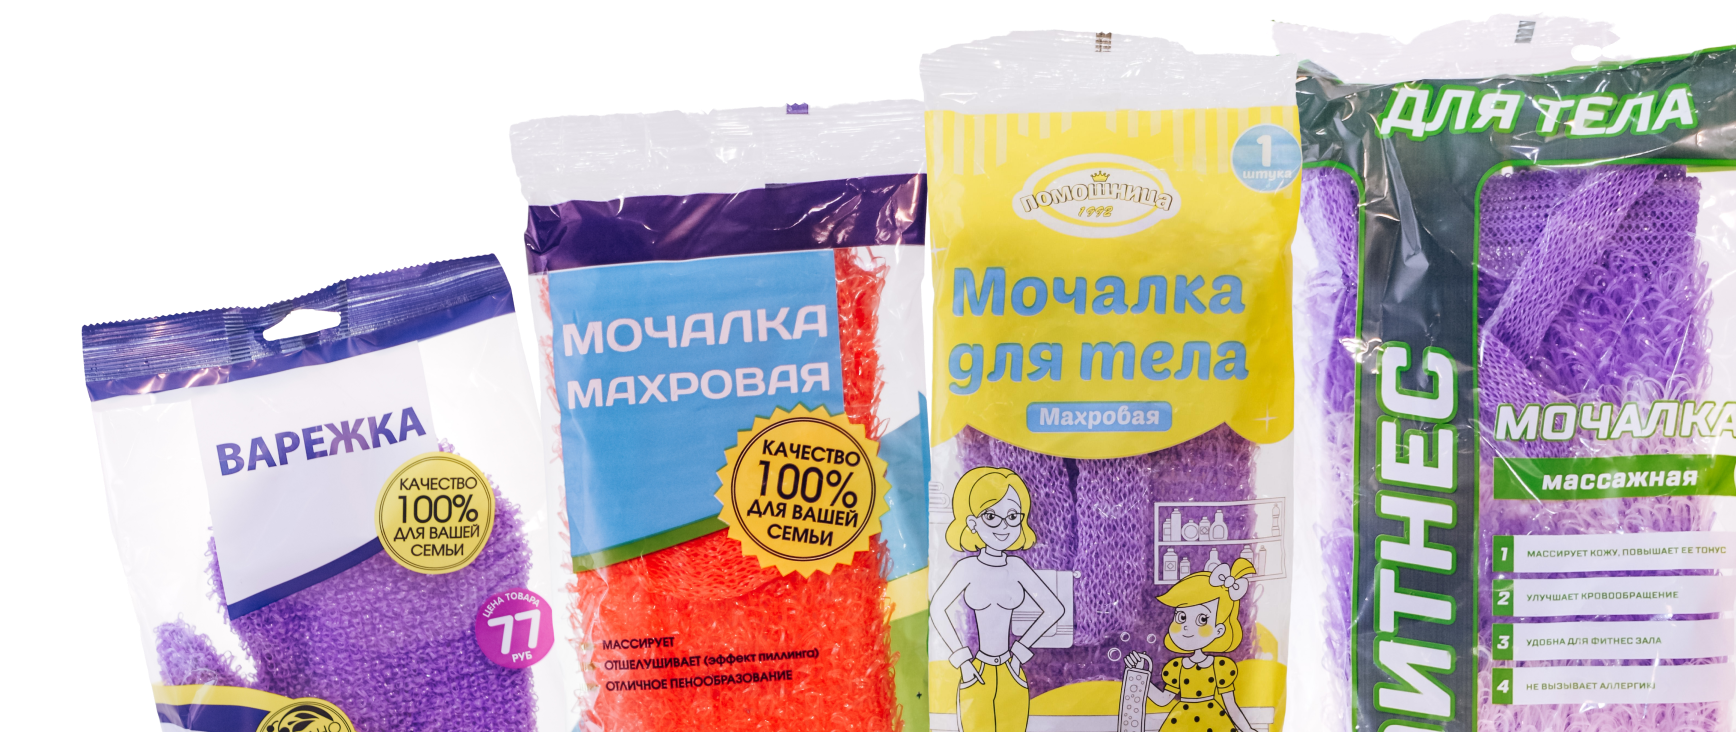 ВАРЕЖКА
КАЧЕСТВО
100%
ДЛЯ ВАШЕЙ
СЕМЬИ
ЦЕНА ТОВАРА
77
РУБ
МОЧАЛКА
МАХРОВАЯ
КАЧЕСТВО
100%
ДЛЯ ВАШЕЙ
СЕМЬИ
МАССИРУЕТ
ОТШЕЛУШИВАЕТ (эффект пиллинга)
ОТЛИЧНОЕ ПЕНООБРАЗОВАНИЕ
1
штука
ПОМОЩНИЦА
1992
Мочалка
для тела
Махровая
ДЛЯ ТЕЛА
ФИТНЕС
МОЧАЛКА
массажная
1 МАССИРУЕТ КОЖУ, ПОВЫШАЕТ ЕЕ ТОНУС
2 УЛУЧШАЕТ КРОВООБРАЩЕНИЕ
3 УДОБНА ДЛЯ ФИТНЕС ЗАЛА
4 НЕ ВЫЗЫВАЕТ АЛЛЕРГИЮ